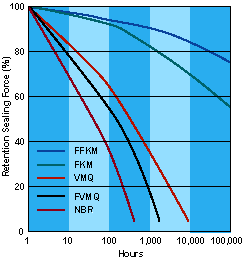 100
80
60
40
20
0
Retention Sealing Force (%)
FFKM
FKM
VMQ
FVMQ
NBR
1 10 100 1,000 10,000 100,000
Hours